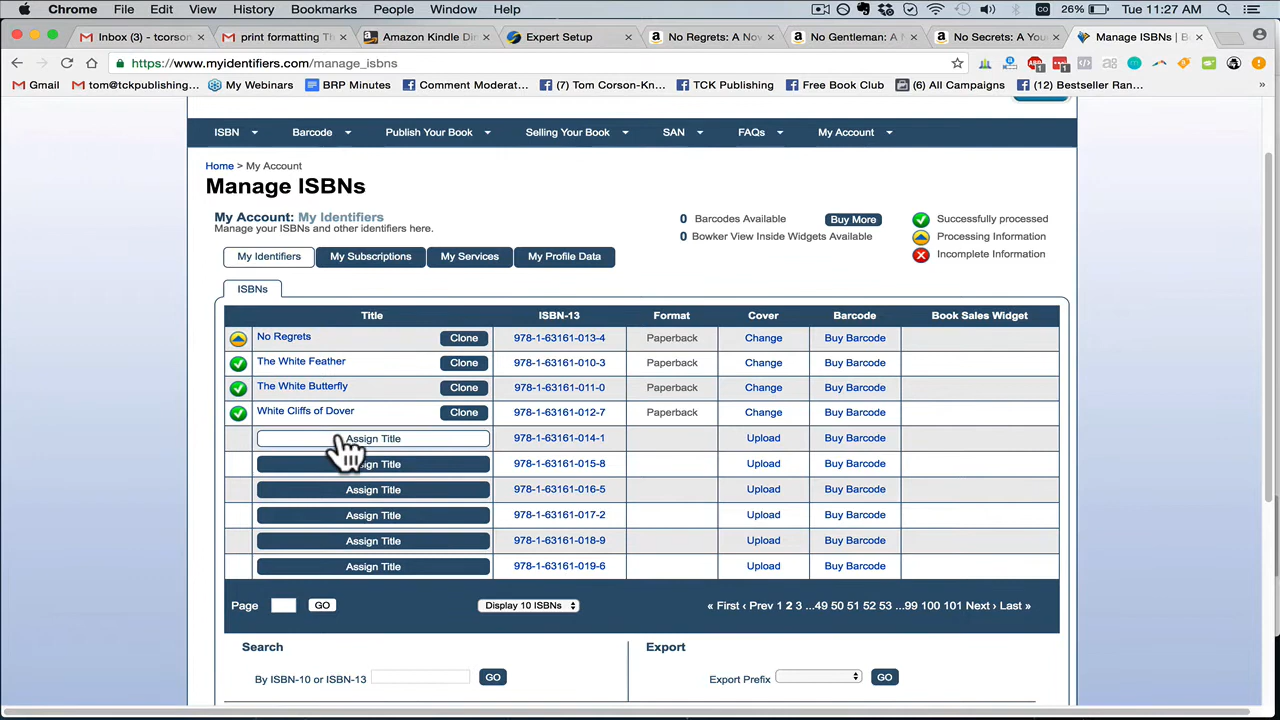 Chrome File Edit View History Bookmarks People Window Help 26% Tue 11:27 AM
Inbox (3) - tcorson print formatting Th Amazon Kindle Dir Expert Setup No Regrets: A Nov No Gentleman: A No Secrets: A You Manage ISBNs | B
https://www.myidentifiers.com/manage_isbns
Gmail tom@tckpublishing... My Webinars BRP Minutes Comment Moderat... (7) Tom Corson-Kn... TCK Publishing Free Book Club (6) All Campaigns (12) Bestseller Ran... »
ISBN Barcode Publish Your Book Selling Your Book SAN FAQs My Account
Home > My Account
Manage ISBNs
My Account: My Identifiers
Manage your ISBNs and other identifiers here.
0 Barcodes Available Buy More
0 Bowker View Inside Widgets Available
Successfully processed
Processing Information
Incomplete Information
My Identifiers My Subscriptions My Services My Profile Data
ISBNs
Title ISBN-13 Format Cover Barcode Book Sales Widget
No Regrets Clone 978-1-63161-013-4 Paperback Change Buy Barcode
The White Feather Clone 978-1-63161-010-3 Paperback Change Buy Barcode
The White Butterfly Clone 978-1-63161-011-0 Paperback Change Buy Barcode
White Cliffs of Dover Clone 978-1-63161-012-7 Paperback Change Buy Barcode
Assign Title 978-1-63161-014-1 Upload Buy Barcode
ign Title 978-1-63161-015-8 Upload Buy Barcode
Assign Title 978-1-63161-016-5 Upload Buy Barcode
Assign Title 978-1-63161-017-2 Upload Buy Barcode
Assign Title 978-1-63161-018-9 Upload Buy Barcode
Assign Title 978-1-63161-019-6 Upload Buy Barcode
Page GO Display 10 ISBNs « First ‹ Prev 1 2 3 ...49 50 51 52 53 ...99 100 101 Next › Last »
Search
By ISBN-10 or ISBN-13 GO
Export
Export Prefix GO